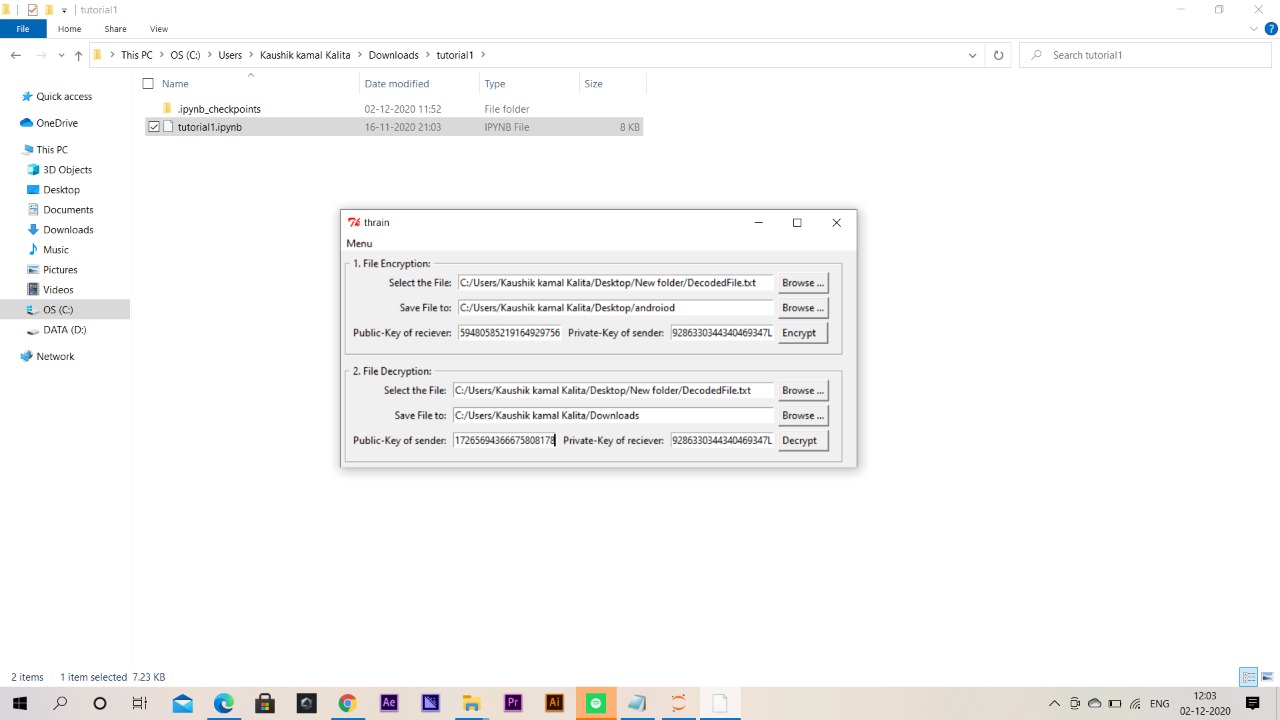 tutorial1
File Home Share View
This PC OS (C:) Users Kaushik kamal Kalita Downloads tutorial1
Search tutorial1
Name Date modified Type Size
.ipynb_checkpoints 02-12-2020 11:52 File folder
tutorial1.ipynb 16-11-2020 21:03 IPYNB File 8 KB
Quick access
OneDrive
This PC
3D Objects
Desktop
Documents
Downloads
Music
Pictures
Videos
OS (C:)
DATA (D:)
Network
thrain
Menu
1. File Encryption:
Select the File: C:/Users/Kaushik kamal Kalita/Desktop/New folder/DecodedFile.txt Browse ...
Save File to: C:/Users/Kaushik kamal Kalita/Desktop/androiod Browse ...
Public-Key of reciever: 59480585219164929756 Private-Key of sender: 9286330344340469347L Encrypt
2. File Decryption:
Select the File: C:/Users/Kaushik kamal Kalita/Desktop/New folder/DecodedFile.txt Browse ...
Save File to: C:/Users/Kaushik kamal Kalita/Downloads Browse ...
Public-Key of sender: 17265694366675808178 Private-Key of reciever: 9286330344340469347L Decrypt
2 items 1 item selected 7.23 KB
Ae Pr Ai
ENG
12:03
02-12-2020